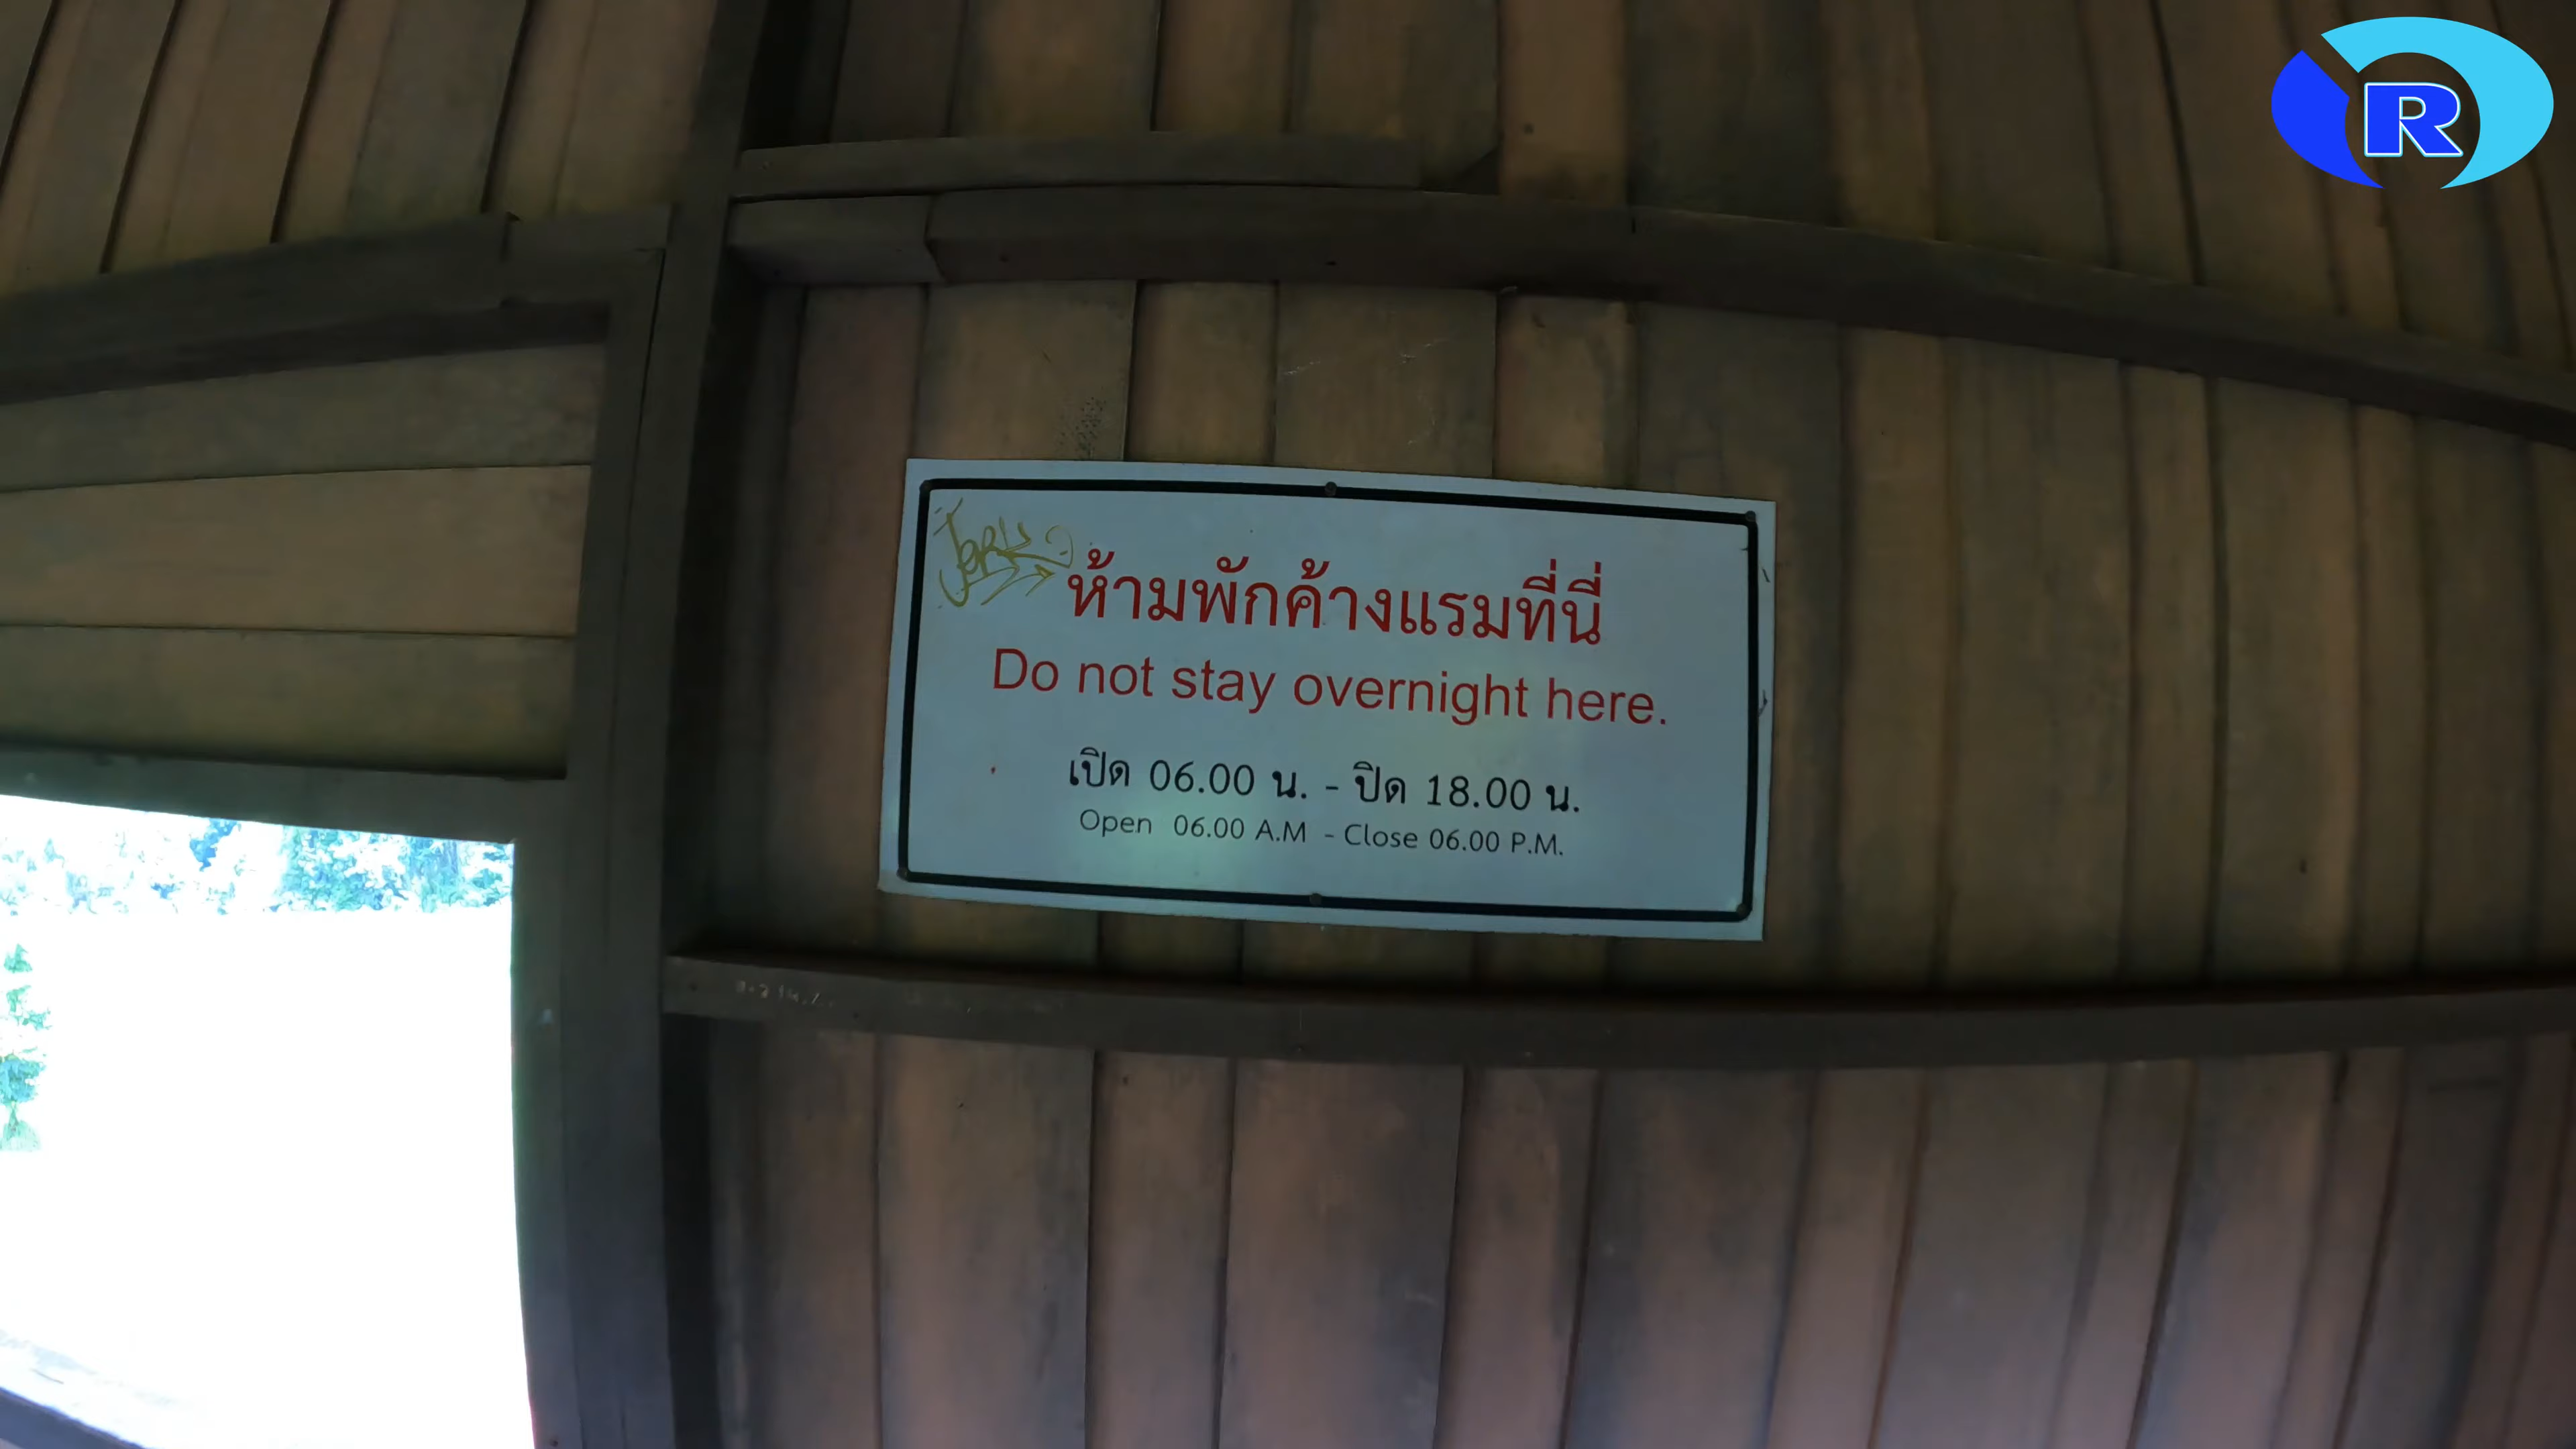 R
ห้ามพักค้างแรมที่นี่
Do not stay overnight here.
เปิด 06.00 น. - ปิด 18.00 น.
Open 06.00 A.M - Close 06.00 P.M.